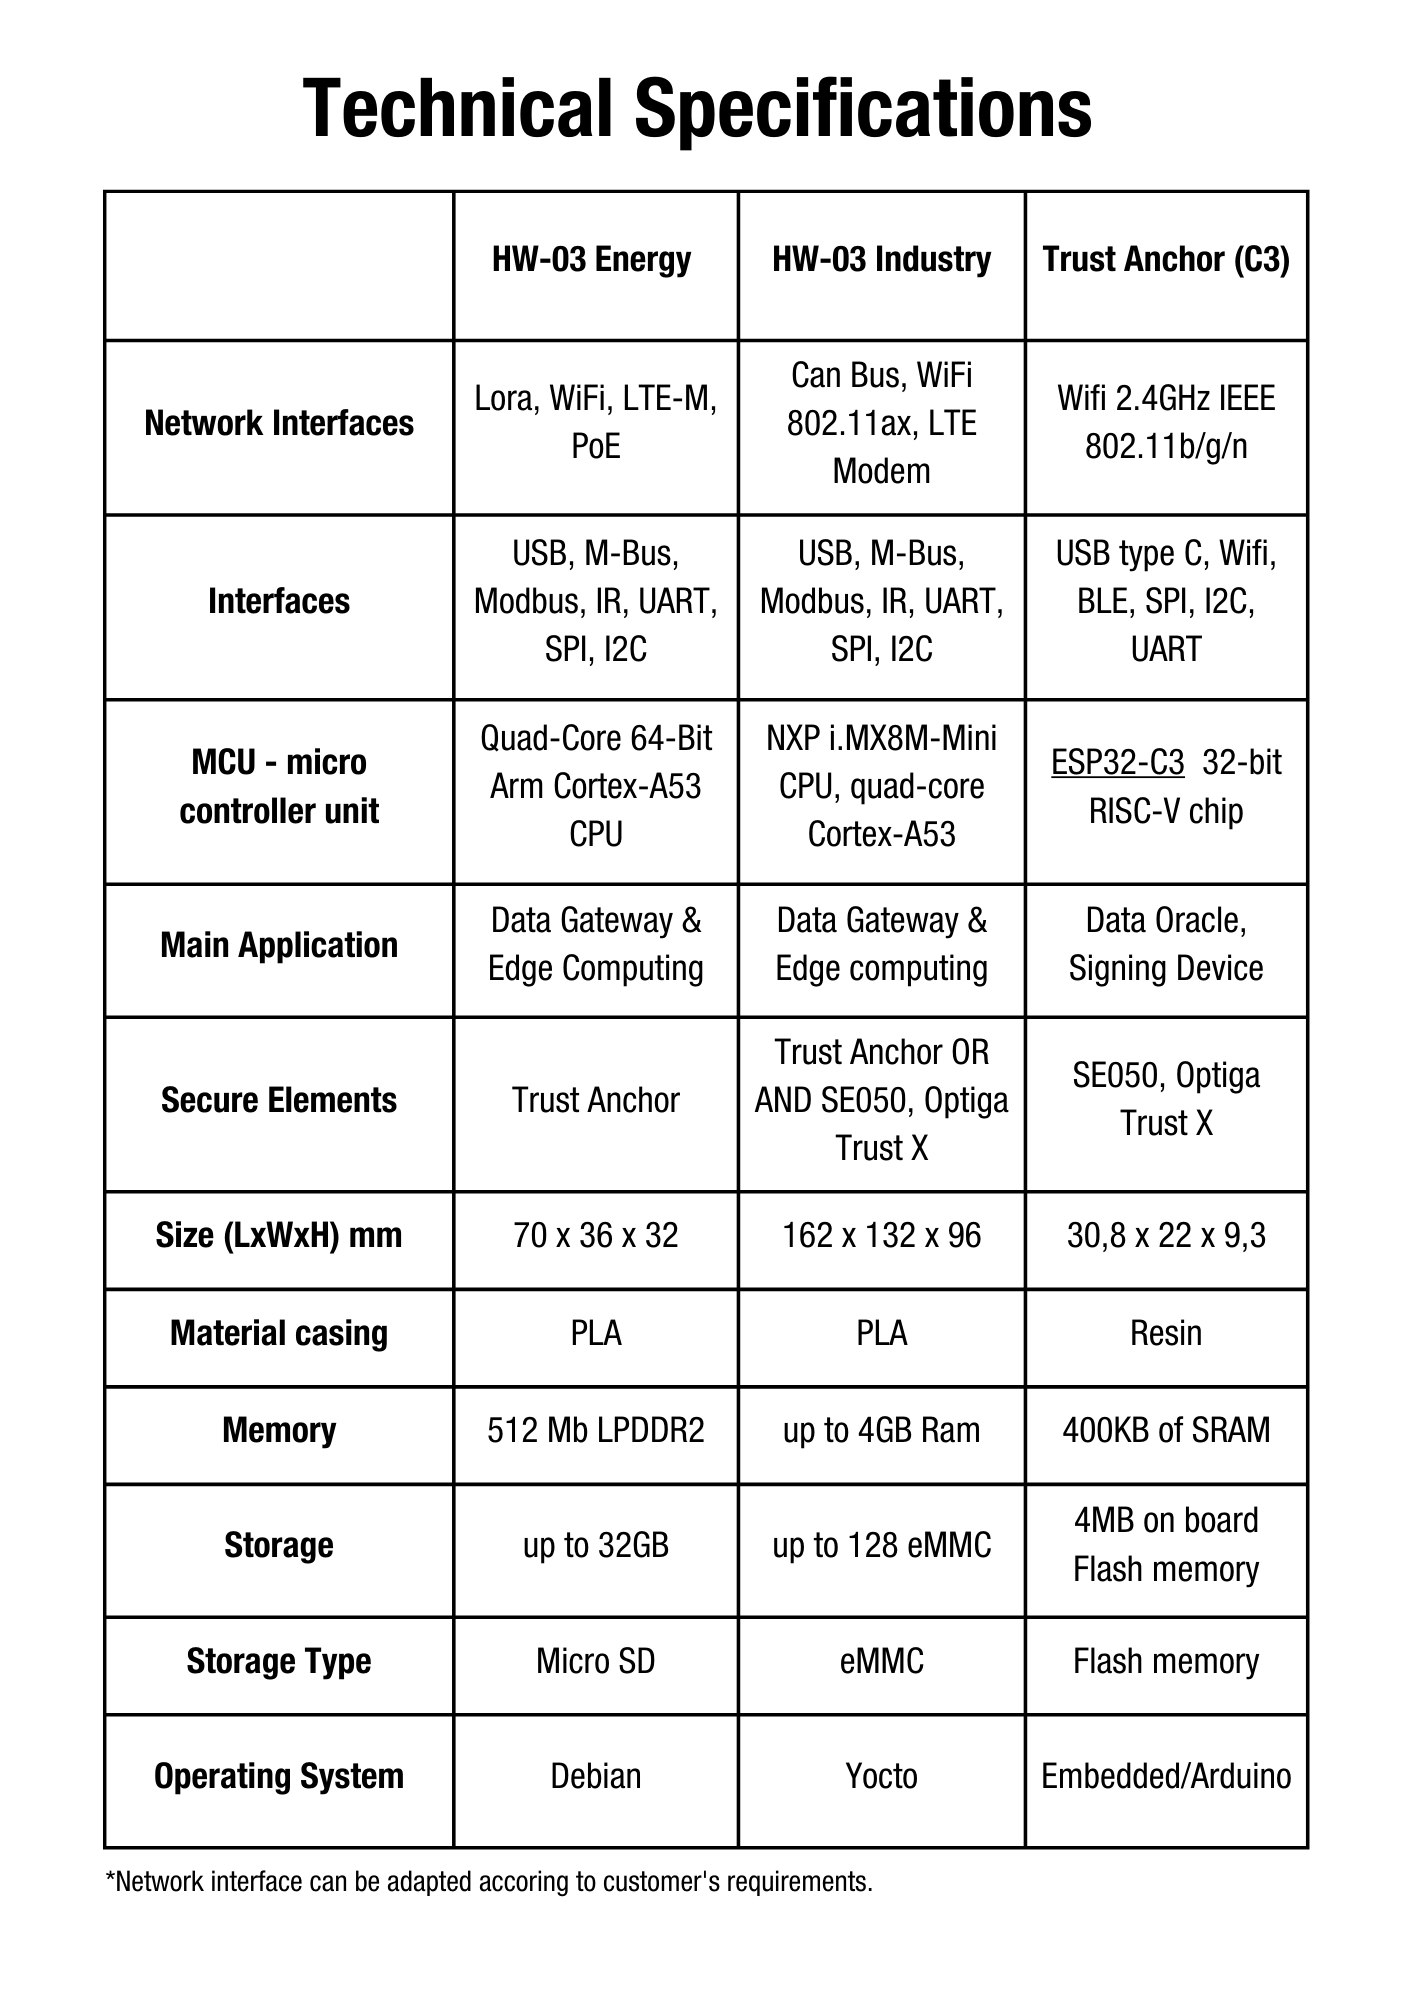 Technical Specifications
HW-03 Energy
HW-03 Industry
Trust Anchor (C3)
Network Interfaces
Lora, WiFi, LTE-M,
PoE
Can Bus, WiFi
802.11ax, LTE
Modem
Wifi 2.4GHz IEEE
802.11b/g/n
Interfaces
USB, M-Bus,
Modbus, IR, UART,
SPI, I2C
USB, M-Bus,
Modbus, IR, UART,
SPI, I2C
USB type C, Wifi,
BLE, SPI, I2C,
UART
MCU - micro
controller unit
Quad-Core 64-Bit
Arm Cortex-A53
CPU
NXP i.MX8M-Mini
CPU, quad-core
Cortex-A53
ESP32-C3 32-bit
RISC-V chip
Main Application
Data Gateway &
Edge Computing
Data Gateway &
Edge computing
Data Oracle,
Signing Device
Secure Elements
Trust Anchor
Trust Anchor OR
AND SE050, Optiga
Trust X
SE050, Optiga
Trust X
Size (LxWxH) mm
70 x 36 x 32
162 x 132 x 96
30,8 x 22 x 9,3
Material casing
PLA
PLA
Resin
Memory
512 Mb LPDDR2
up to 4GB Ram
400KB of SRAM
Storage
up to 32GB
up to 128 eMMC
4MB on board
Flash memory
Storage Type
Micro SD
eMMC
Flash memory
Operating System
Debian
Yocto
Embedded/Arduino
*Network interface can be adapted accoring to customer's requirements.